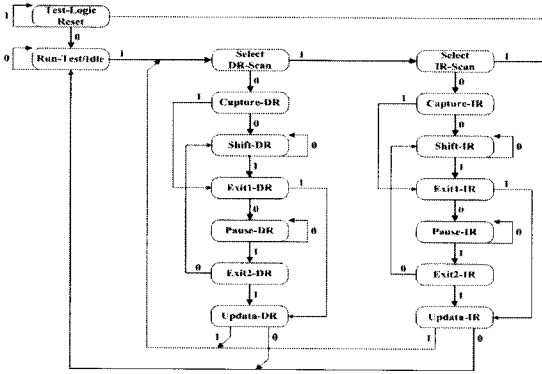 Test-Logic
Reset
1
0
Run-Test/Idle
0
1
Select
DR-Scan
1
Select
IR-Scan
1
0
0
1
Capture-DR
1
Capture-IR
0
0
Shift-DR
0
Shift-IR
0
1
1
Exit1-DR
1
Exit1-IR
1
0
0
Pause-DR
0
Pause-IR
0
1
1
0
Exit2-DR
0
Exit2-IR
1
1
Updata-DR
Updata-IR
1
0
1
0